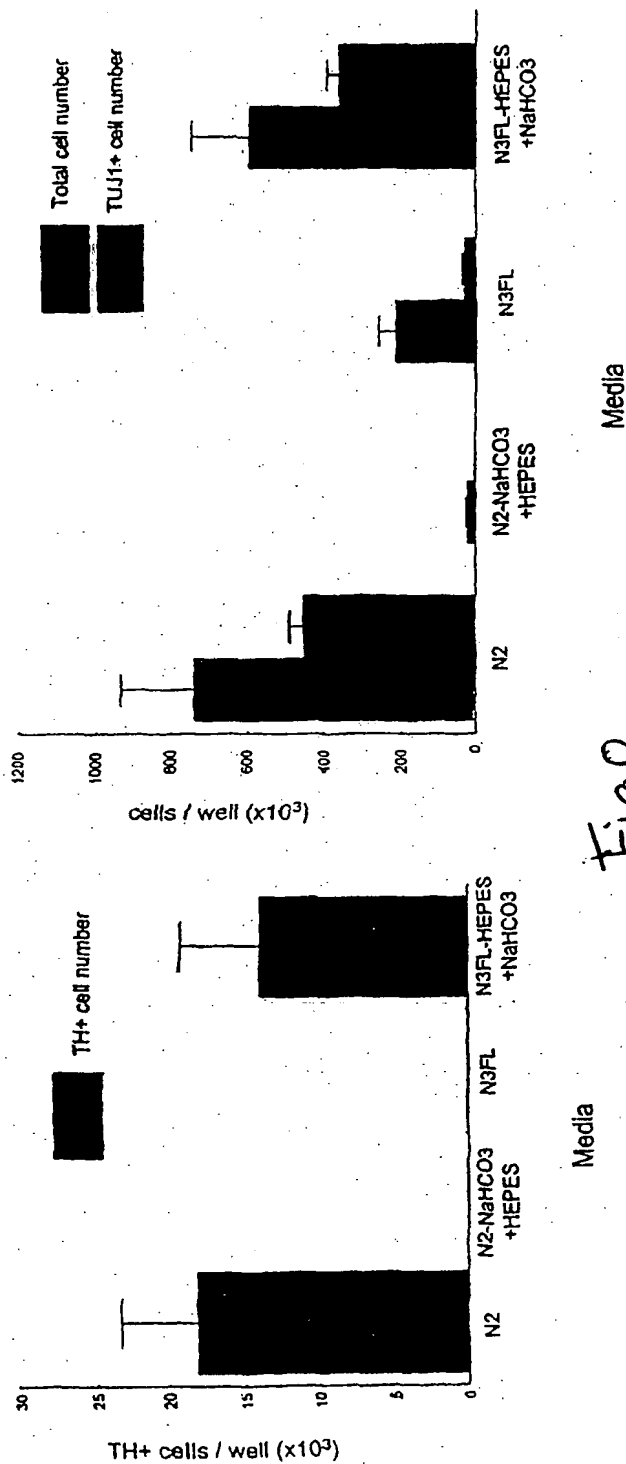 30
25
20
15
10
5
0
TH+ cells / well (x10³)
TH+ cell number
N2
N2-NaHCO3
+HEPES
N3FL
N3FL-HEPES
+NaHCO3
Media
1200
1000
800
600
400
200
0
cells / well (x10³)
Total cell number
TUJ1+ cell number
N2
N2-NaHCO3
+HEPES
N3FL
N3FL-HEPES
+NaHCO3
Media